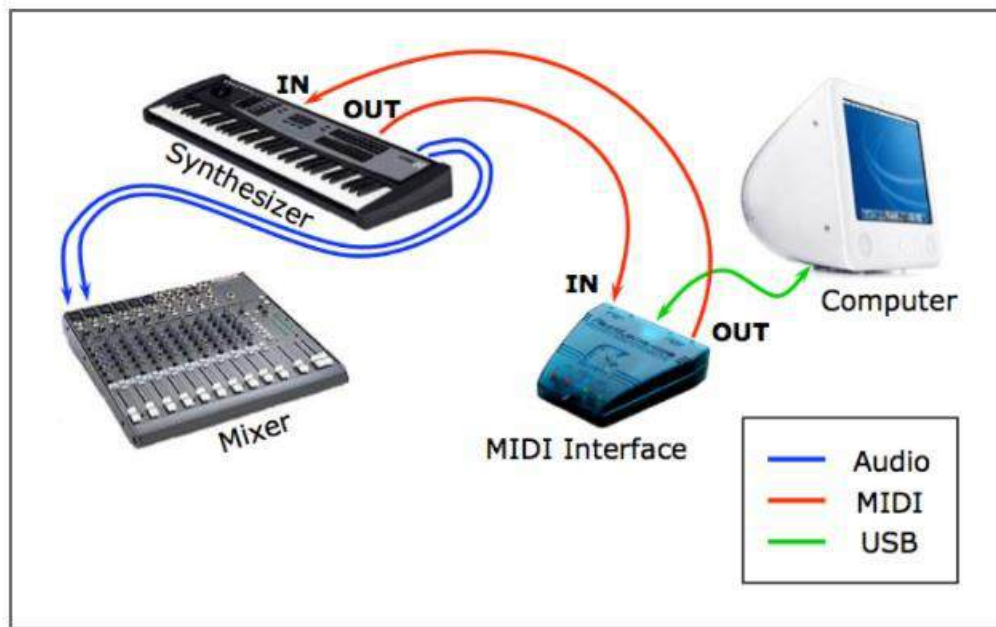 IN
OUT
Synthesizer
IN
Computer
OUT
Mixer
MIDI Interface
Audio
MIDI
USB